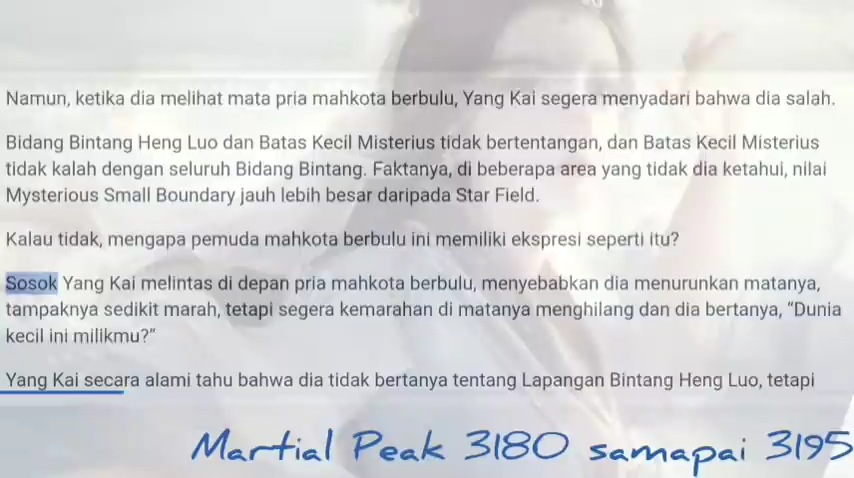 Namun, ketika dia melihat mata pria mahkota berbulu, Yang Kai segera menyadari bahwa dia salah.
Bidang Bintang Heng Luo dan Batas Kecil Misterius tidak bertentangan, dan Batas Kecil Misterius
tidak kalah dengan seluruh Bidang Bintang. Faktanya, di beberapa area yang tidak dia ketahui, nilai
Mysterious Small Boundary jauh lebih besar daripada Star Field.
Kalau tidak, mengapa pemuda mahkota berbulu ini memiliki ekspresi seperti itu?
Sosok Yang Kai melintas di depan pria mahkota berbulu, menyebabkan dia menurunkan matanya,
tampaknya sedikit marah, tetapi segera kemarahan di matanya menghilang dan dia bertanya, “Dunia
kecil ini milikmu?”
Yang Kai secara alami tahu bahwa dia tidak bertanya tentang Lapangan Bintang Heng Luo, tetapi
Martial Peak 3180 samapai 3195